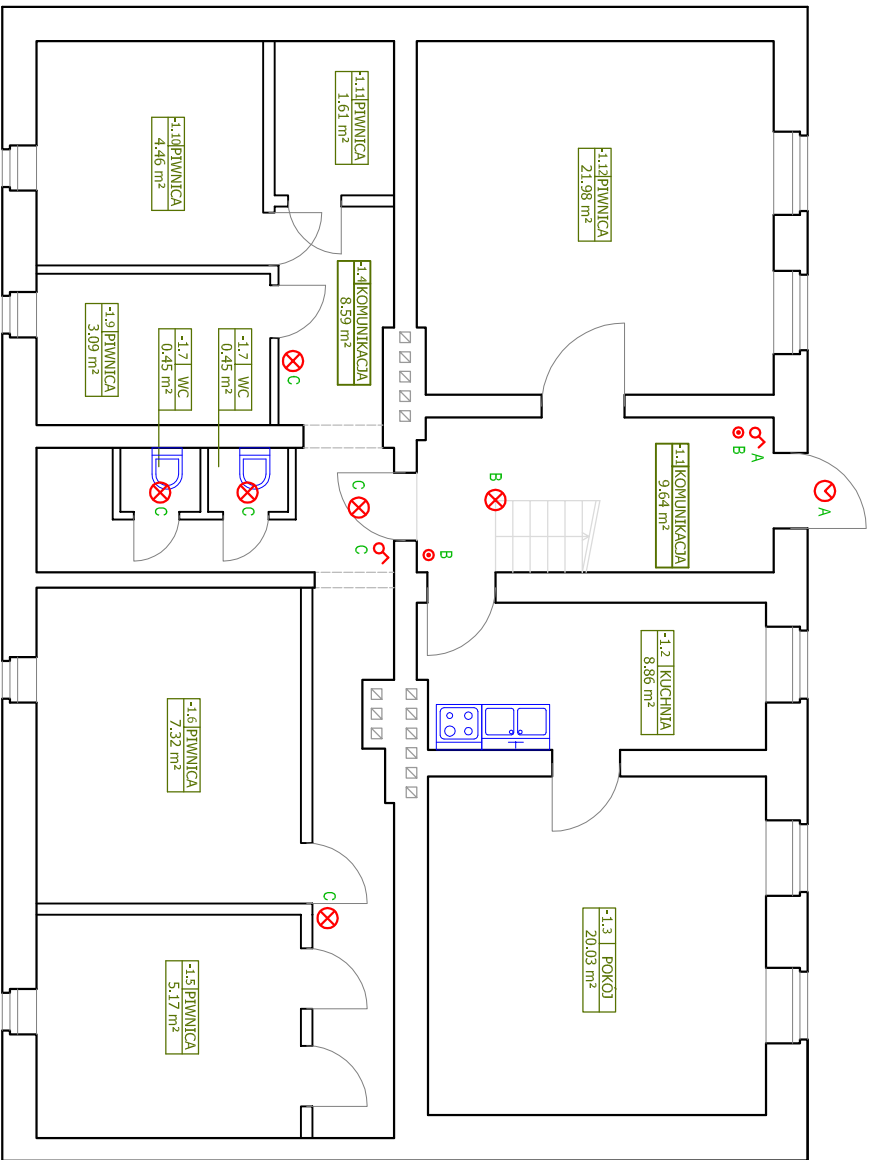 -1.11 PIWNICA
1.61 m²
-1.10 PIWNICA
4.46 m²
-1.12 PIWNICA
21.98 m²
-1.4 KOMUNIKACJA
8.59 m²
-1.9 PIWNICA
3.09 m²
-1.7 WC
0.45 m²
-1.7 WC
0.45 m²
C
A
B
A
B
-1.1 KOMUNIKACJA
9.64 m²
C
C
C
C
B
-1.2 KUCHNIA
8.86 m²
-1.6 PIWNICA
7.32 m²
C
-1.3 POKÓJ
20.03 m²
-1.5 PIWNICA
5.17 m²